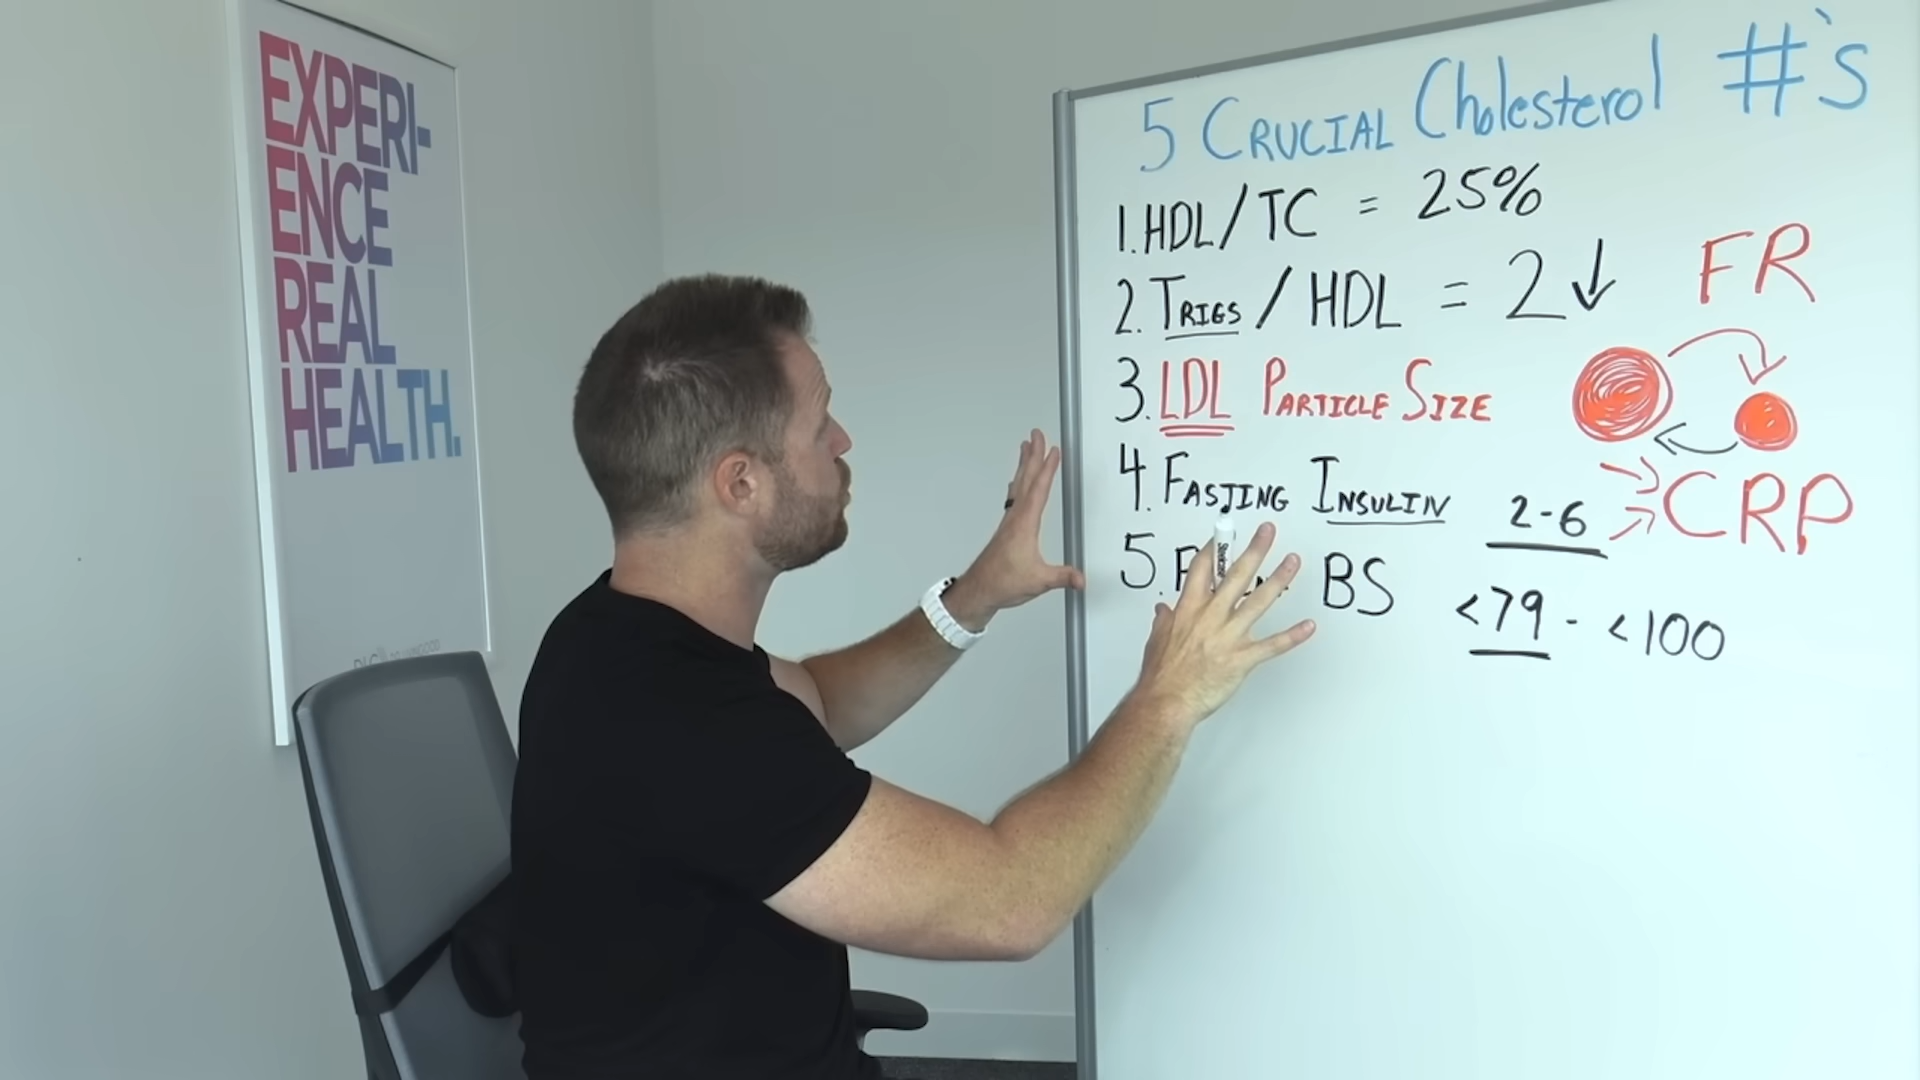 EXPERI-
ENCE
REAL
HEALTH.
5 CRUCIAL Cholesterol #'s
1. HDL/TC = 25%
2. TRIGS / HDL = 2↓
FR
3. LDL PARTICLE SIZE
4. FASTING INSULIN 2-6
CRP
5. BS <79 - <100